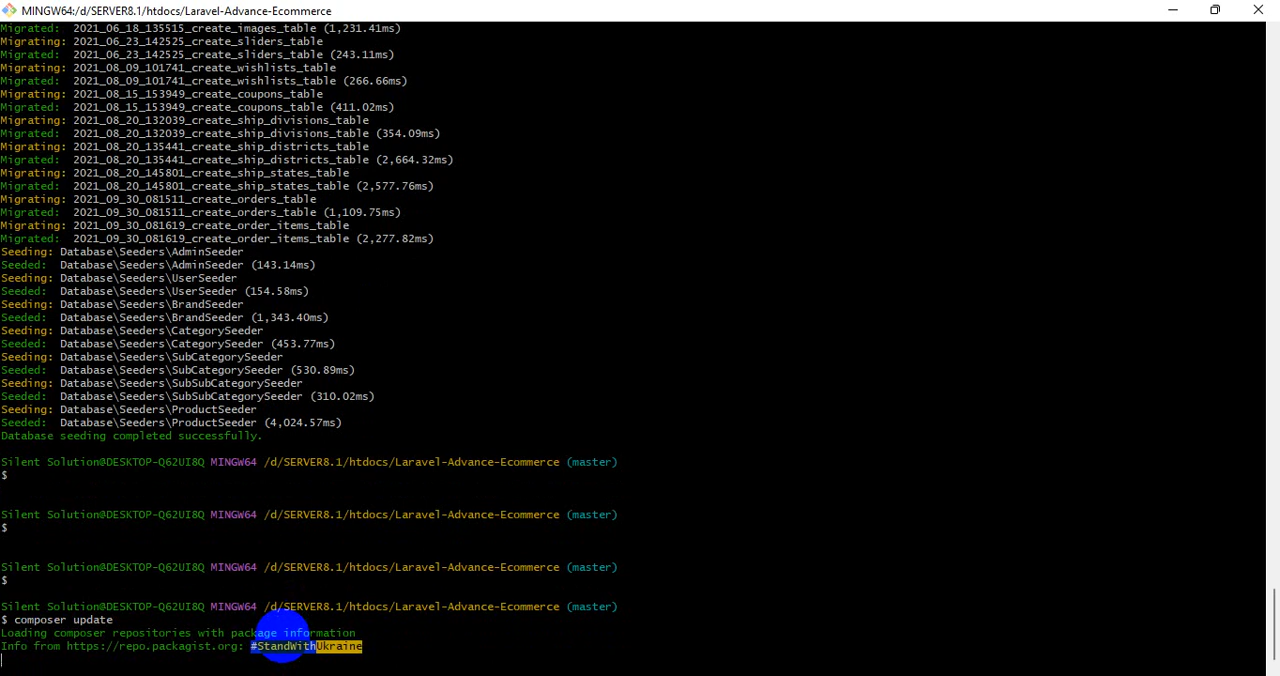 MINGW64:/d/SERVER8.1/htdocs/Laravel-Advance-Ecommerce
Migrated:  2021_06_18_135515_create_images_table (1,231.41ms)
Migrating: 2021_06_23_142525_create_sliders_table
Migrated:  2021_06_23_142525_create_sliders_table (243.11ms)
Migrating: 2021_08_09_101741_create_wishlists_table
Migrated:  2021_08_09_101741_create_wishlists_table (266.66ms)
Migrating: 2021_08_15_153949_create_coupons_table
Migrated:  2021_08_15_153949_create_coupons_table (411.02ms)
Migrating: 2021_08_20_132039_create_ship_divisions_table
Migrated:  2021_08_20_132039_create_ship_divisions_table (354.09ms)
Migrating: 2021_08_20_135441_create_ship_districts_table
Migrated:  2021_08_20_135441_create_ship_districts_table (2,664.32ms)
Migrating: 2021_08_20_145801_create_ship_states_table
Migrated:  2021_08_20_145801_create_ship_states_table (2,577.76ms)
Migrating: 2021_09_30_081511_create_orders_table
Migrated:  2021_09_30_081511_create_orders_table (1,109.75ms)
Migrating: 2021_09_30_081619_create_order_items_table
Migrated:  2021_09_30_081619_create_order_items_table (2,277.82ms)
Seeding: Database\Seeders\AdminSeeder
Seeded:  Database\Seeders\AdminSeeder (143.14ms)
Seeding: Database\Seeders\UserSeeder
Seeded:  Database\Seeders\UserSeeder (154.58ms)
Seeding: Database\Seeders\BrandSeeder
Seeded:  Database\Seeders\BrandSeeder (1,343.40ms)
Seeding: Database\Seeders\CategorySeeder
Seeded:  Database\Seeders\CategorySeeder (453.77ms)
Seeding: Database\Seeders\SubCategorySeeder
Seeded:  Database\Seeders\SubCategorySeeder (530.89ms)
Seeding: Database\Seeders\SubSubCategorySeeder
Seeded:  Database\Seeders\SubSubCategorySeeder (310.02ms)
Seeding: Database\Seeders\ProductSeeder
Seeded:  Database\Seeders\ProductSeeder (4,024.57ms)
Database seeding completed successfully.
Silent Solution@DESKTOP-Q62UI8Q MINGW64 /d/SERVER8.1/htdocs/Laravel-Advance-Ecommerce (master)
$
Silent Solution@DESKTOP-Q62UI8Q MINGW64 /d/SERVER8.1/htdocs/Laravel-Advance-Ecommerce (master)
$
Silent Solution@DESKTOP-Q62UI8Q MINGW64 /d/SERVER8.1/htdocs/Laravel-Advance-Ecommerce (master)
$
Silent Solution@DESKTOP-Q62UI8Q MINGW64 /d/SERVER8.1/htdocs/Laravel-Advance-Ecommerce (master)
$ composer update
Loading composer repositories with package information
Info from https://repo.packagist.org: #StandWithUkraine